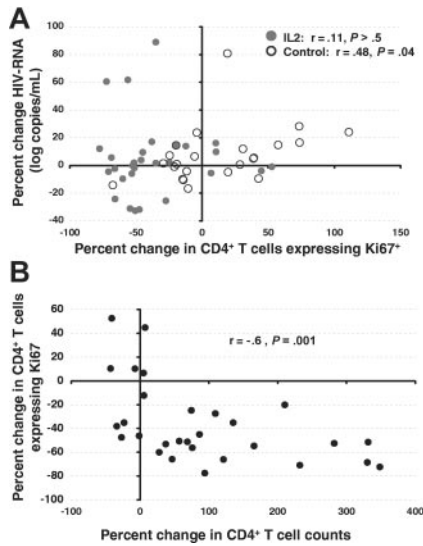 A
IL2: r = .11, P > .5
Control: r = .48, P = .04
Percent change HIV-RNA
(log copies/mL)
100
80
60
40
20
0
-20
-40
-100
-50
0
50
100
150
Percent change in CD4⁺ T cells expressing Ki67⁺
B
r = -.6 , P = .001
Percent change in CD4⁺ T cells
expressing Ki67
60
40
20
0
-20
-40
-60
-80
-100
-100
0
100
200
300
400
Percent change in CD4⁺ T cell counts